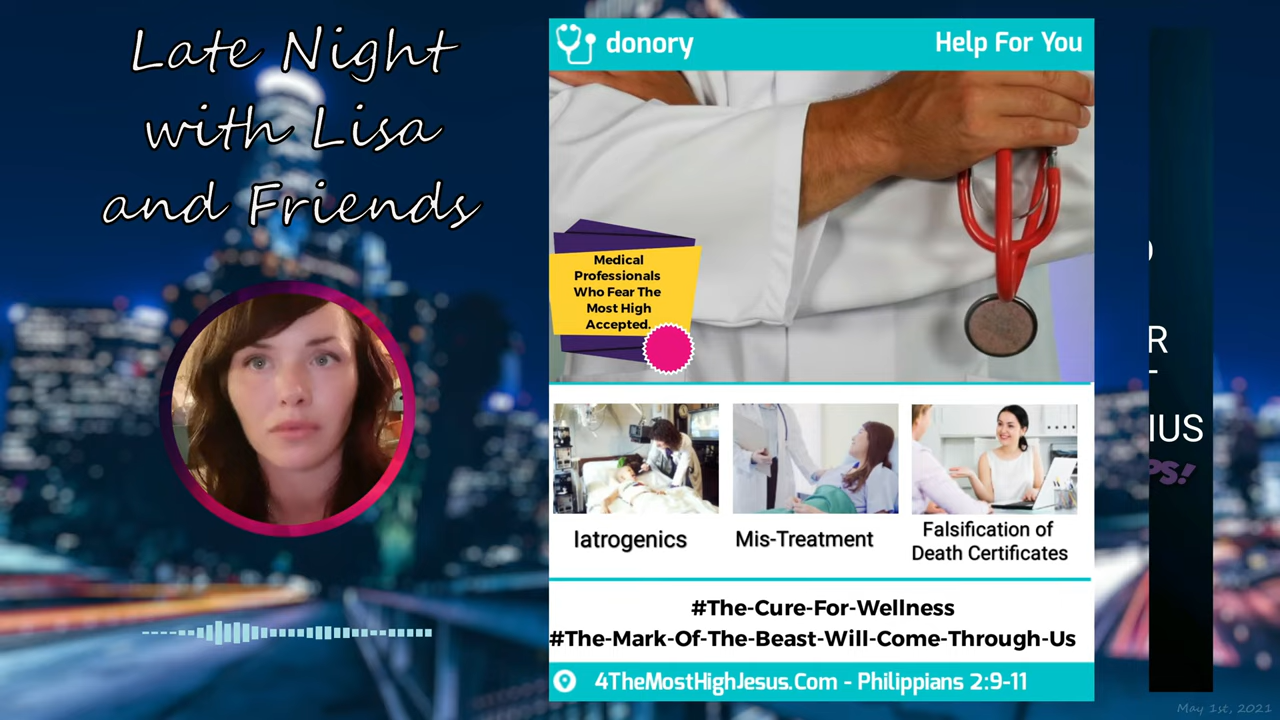 Late Night
with Lisa
and Friends
donory
Help For You
Medical
Professionals
Who Fear The
Most High
Accepted.
Iatrogenics
Mis-Treatment
Falsification of
Death Certificates
#The-Cure-For-Wellness
#The-Mark-Of-The-Beast-Will-Come-Through-Us
4TheMostHighJesus.Com - Philippians 2:9-11
R
IUS
PS!
May 1st, 2021